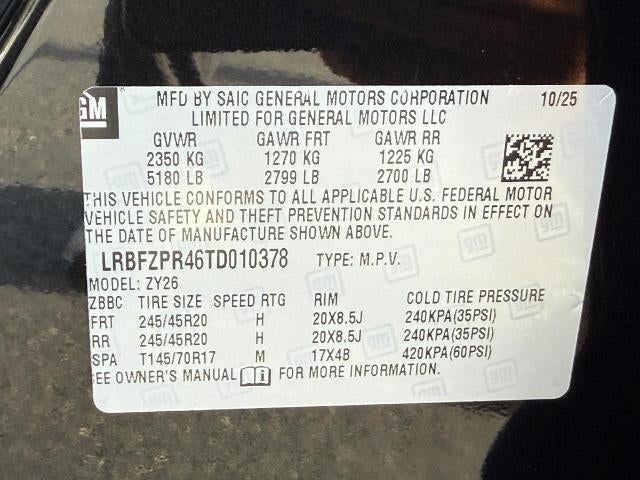 GM
MFD BY SAIC GENERAL MOTORS CORPORATION 10/25
LIMITED FOR GENERAL MOTORS LLC
GVWR GAWR FRT GAWR RR
2350 KG 1270 KG 1225 KG
5180 LB 2799 LB 2700 LB
THIS VEHICLE CONFORMS TO ALL APPLICABLE U.S. FEDERAL MOTOR
VEHICLE SAFETY AND THEFT PREVENTION STANDARDS IN EFFECT ON
THE DATE OF MANUFACTURE SHOWN ABOVE.
LRBFZPR46TD010378 TYPE: M.P.V.
MODEL: ZY26
ZBBC TIRE SIZE SPEED RTG RIM COLD TIRE PRESSURE
FRT 245/45R20 H 20X8.5J 240KPA(35PSI)
RR 245/45R20 H 20X8.5J 240KPA(35PSI)
SPA T145/70R17 M 17X4B 420KPA(60PSI)
EE OWNER'S MANUAL FOR MORE INFORMATION.